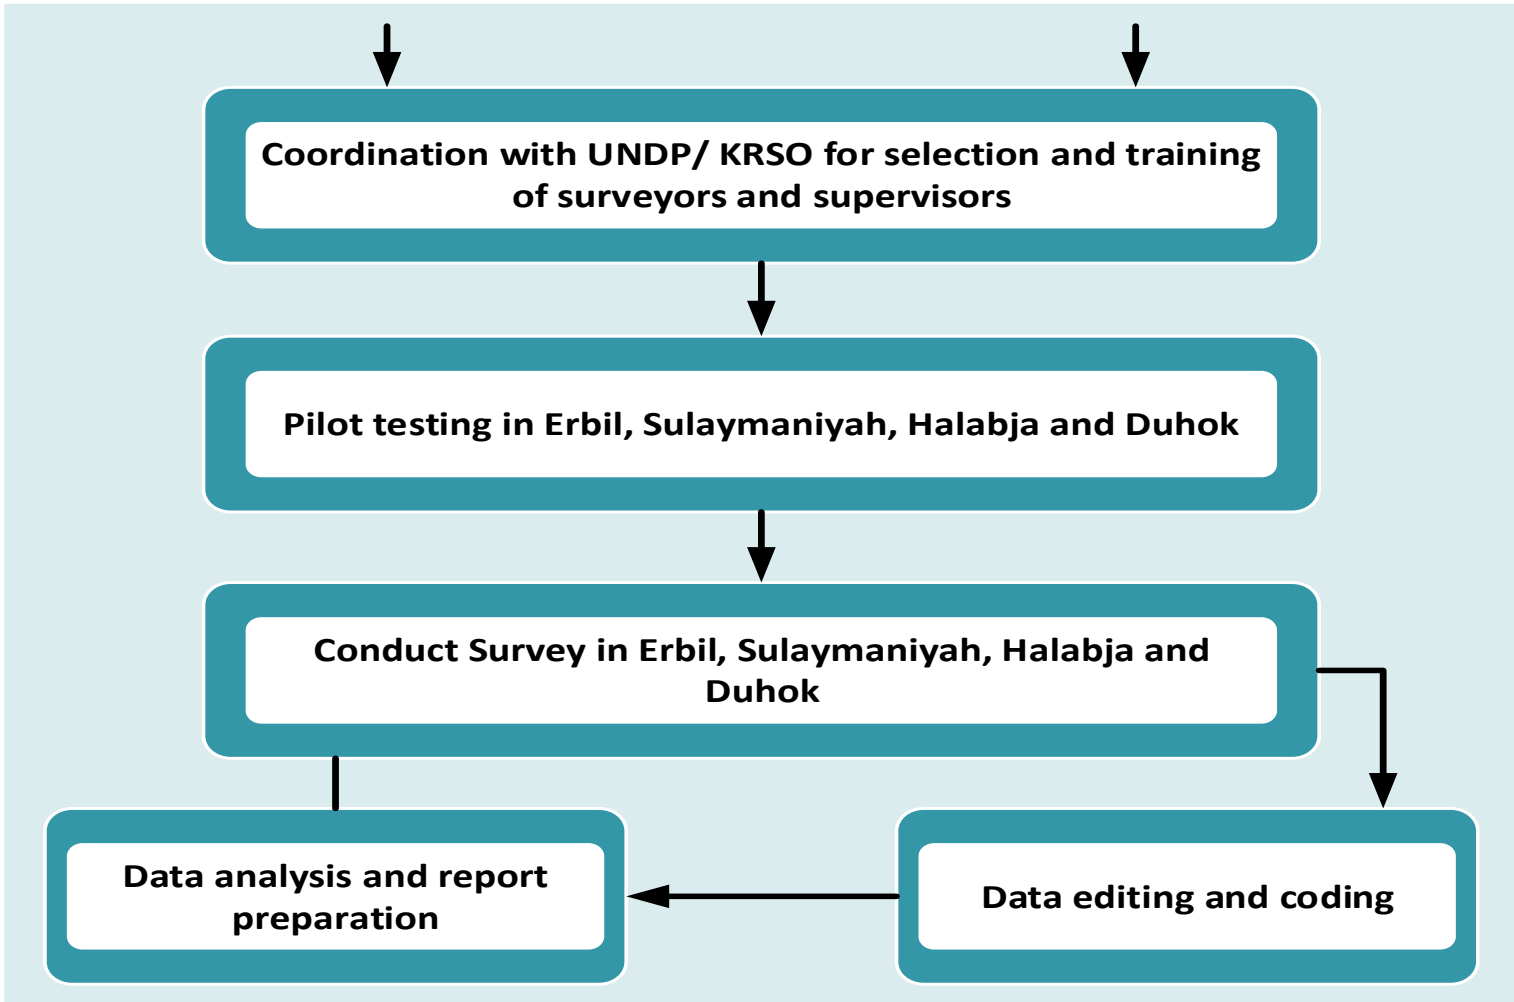 Coordination with UNDP/ KRSO for selection and training
of surveyors and supervisors
Pilot testing in Erbil, Sulaymaniyah, Halabja and Duhok
Conduct Survey in Erbil, Sulaymaniyah, Halabja and
Duhok
Data analysis and report
preparation
Data editing and coding